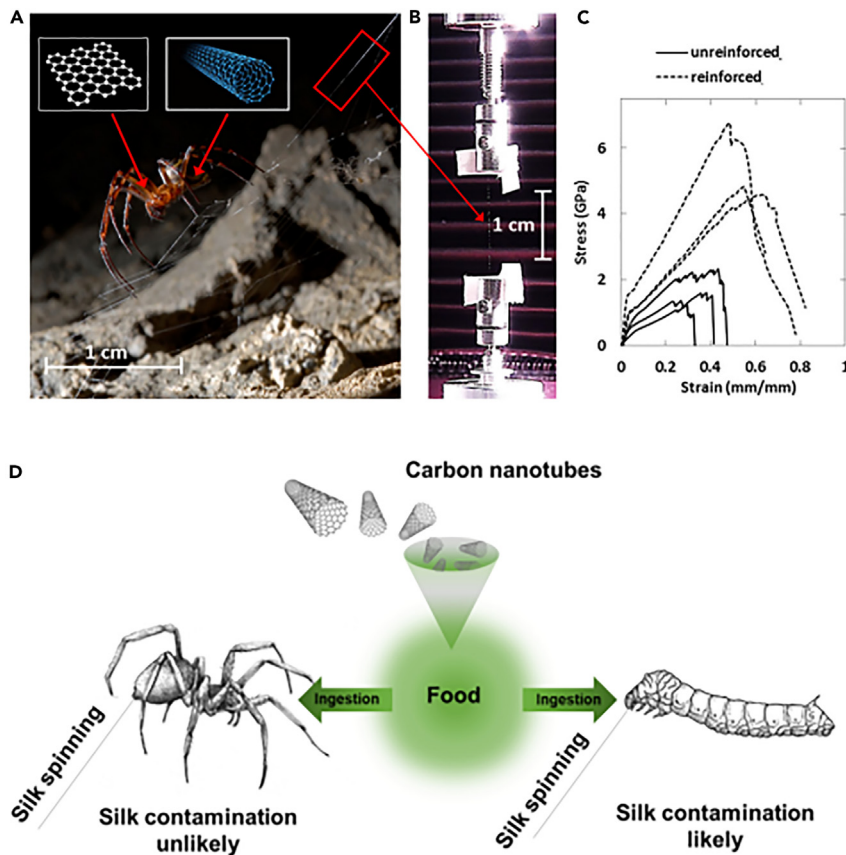 A
1 cm
B
1 cm
C
unreinforced
reinforced
Stress (GPa)
6
4
2
0
0
0.2
0.4
0.6
0.8
1
Strain (mm/mm)
D
Carbon nanotubes
Ingestion
Food
Ingestion
Silk spinning
Silk contamination
unlikely
Silk spinning
Silk contamination
likely